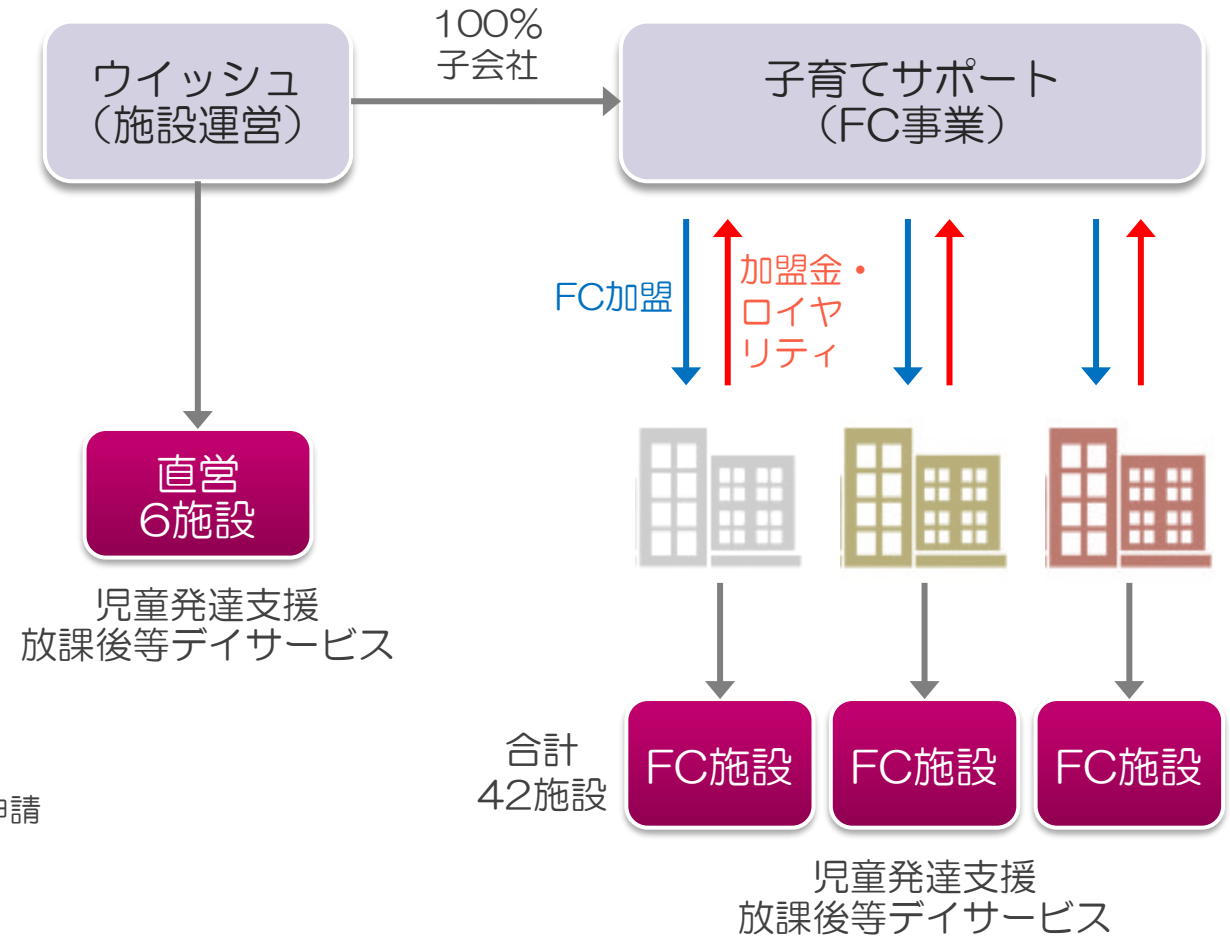 100%
子会社
ウイッシュ
（施設運営）
子育てサポート
（FC事業）
FC加盟
加盟金・
ロイヤ
リティ
直営
6施設
児童発達支援
放課後等デイサービス
合計
42施設
FC施設
FC施設
FC施設
申請
児童発達支援
放課後等デイサービス